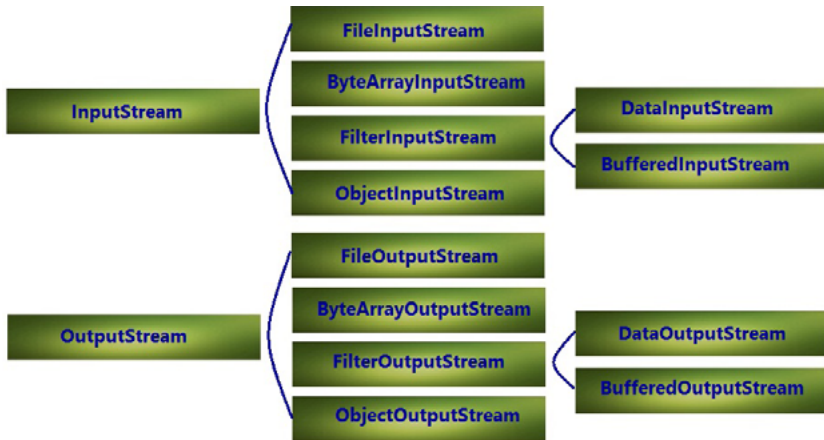 InputStream
FileInputStream
ByteArrayInputStream
FilterInputStream
ObjectInputStream
DataInputStream
BufferedInputStream
OutputStream
FileOutputStream
ByteArrayOutputStream
FilterOutputStream
ObjectOutputStream
DataOutputStream
BufferedOutputStream